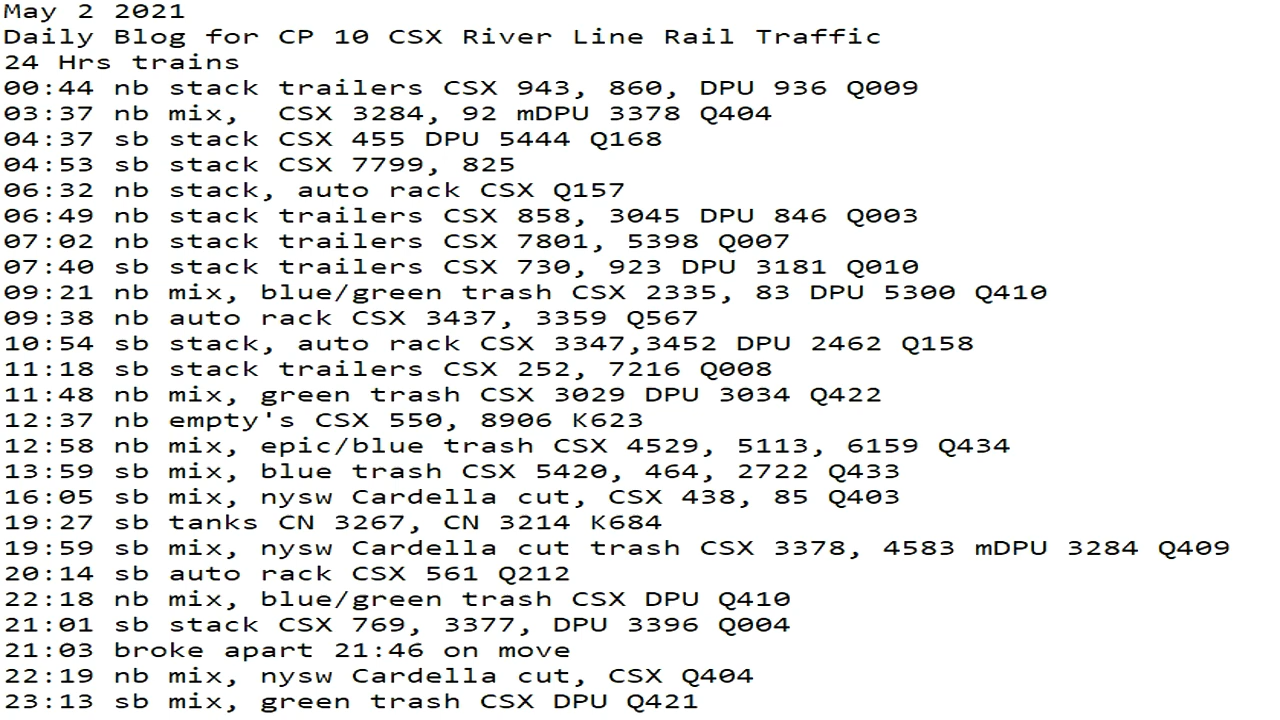 May 2 2021
Daily Blog for CP 10 CSX River Line Rail Traffic
24 Hrs trains
00:44 nb stack trailers CSX 943, 860, DPU 936 Q009
03:37 nb mix,  CSX 3284, 92 mDPU 3378 Q404
04:37 sb stack CSX 455 DPU 5444 Q168
04:53 sb stack CSX 7799, 825
06:32 nb stack, auto rack CSX Q157
06:49 nb stack trailers CSX 858, 3045 DPU 846 Q003
07:02 nb stack trailers CSX 7801, 5398 Q007
07:40 sb stack trailers CSX 730, 923 DPU 3181 Q010
09:21 nb mix, blue/green trash CSX 2335, 83 DPU 5300 Q410
09:38 nb auto rack CSX 3437, 3359 Q567
10:54 sb stack, auto rack CSX 3347,3452 DPU 2462 Q158
11:18 sb stack trailers CSX 252, 7216 Q008
11:48 nb mix, green trash CSX 3029 DPU 3034 Q422
12:37 nb empty's CSX 550, 8906 K623
12:58 nb mix, epic/blue trash CSX 4529, 5113, 6159 Q434
13:59 sb mix, blue trash CSX 5420, 464, 2722 Q433
16:05 sb mix, nysw Cardella cut, CSX 438, 85 Q403
19:27 sb tanks CN 3267, CN 3214 K684
19:59 sb mix, nysw Cardella cut trash CSX 3378, 4583 mDPU 3284 Q409
20:14 sb auto rack CSX 561 Q212
22:18 nb mix, blue/green trash CSX DPU Q410
21:01 sb stack CSX 769, 3377, DPU 3396 Q004
21:03 broke apart 21:46 on move
22:19 nb mix, nysw Cardella cut, CSX Q404
23:13 sb mix, green trash CSX DPU Q421